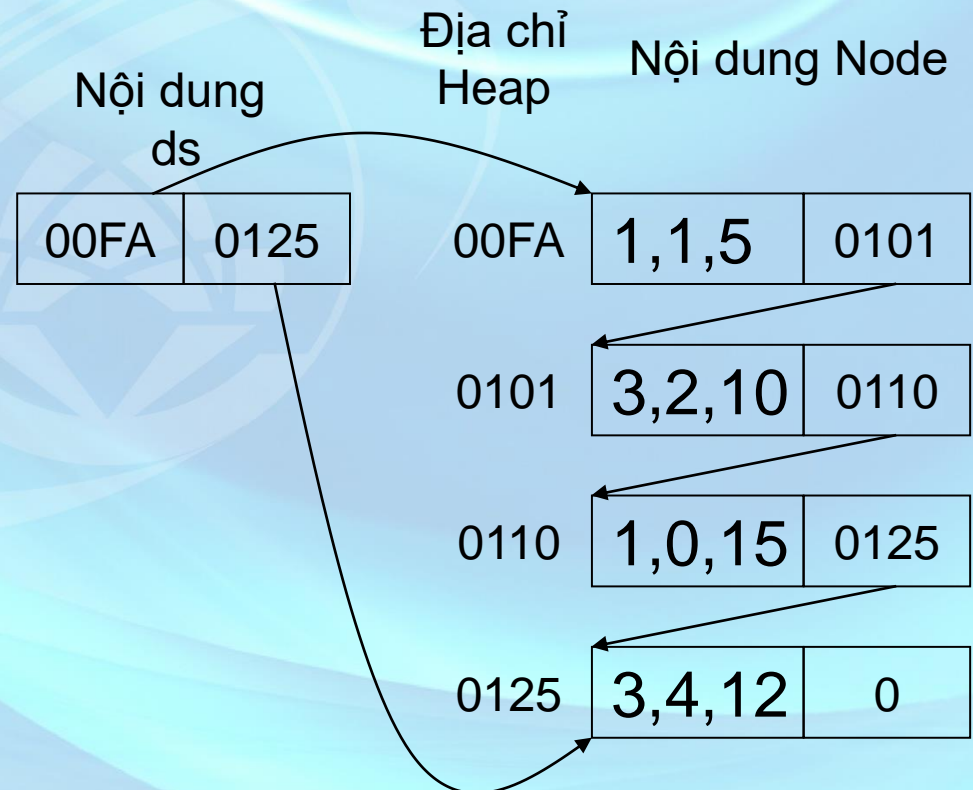 Địa chỉ
Heap
Nội dung Node
Nội dung
ds
00FA 0125
00FA 1,1,5 0101
0101 3,2,10 0110
0110 1,0,15 0125
0125 3,4,12 0